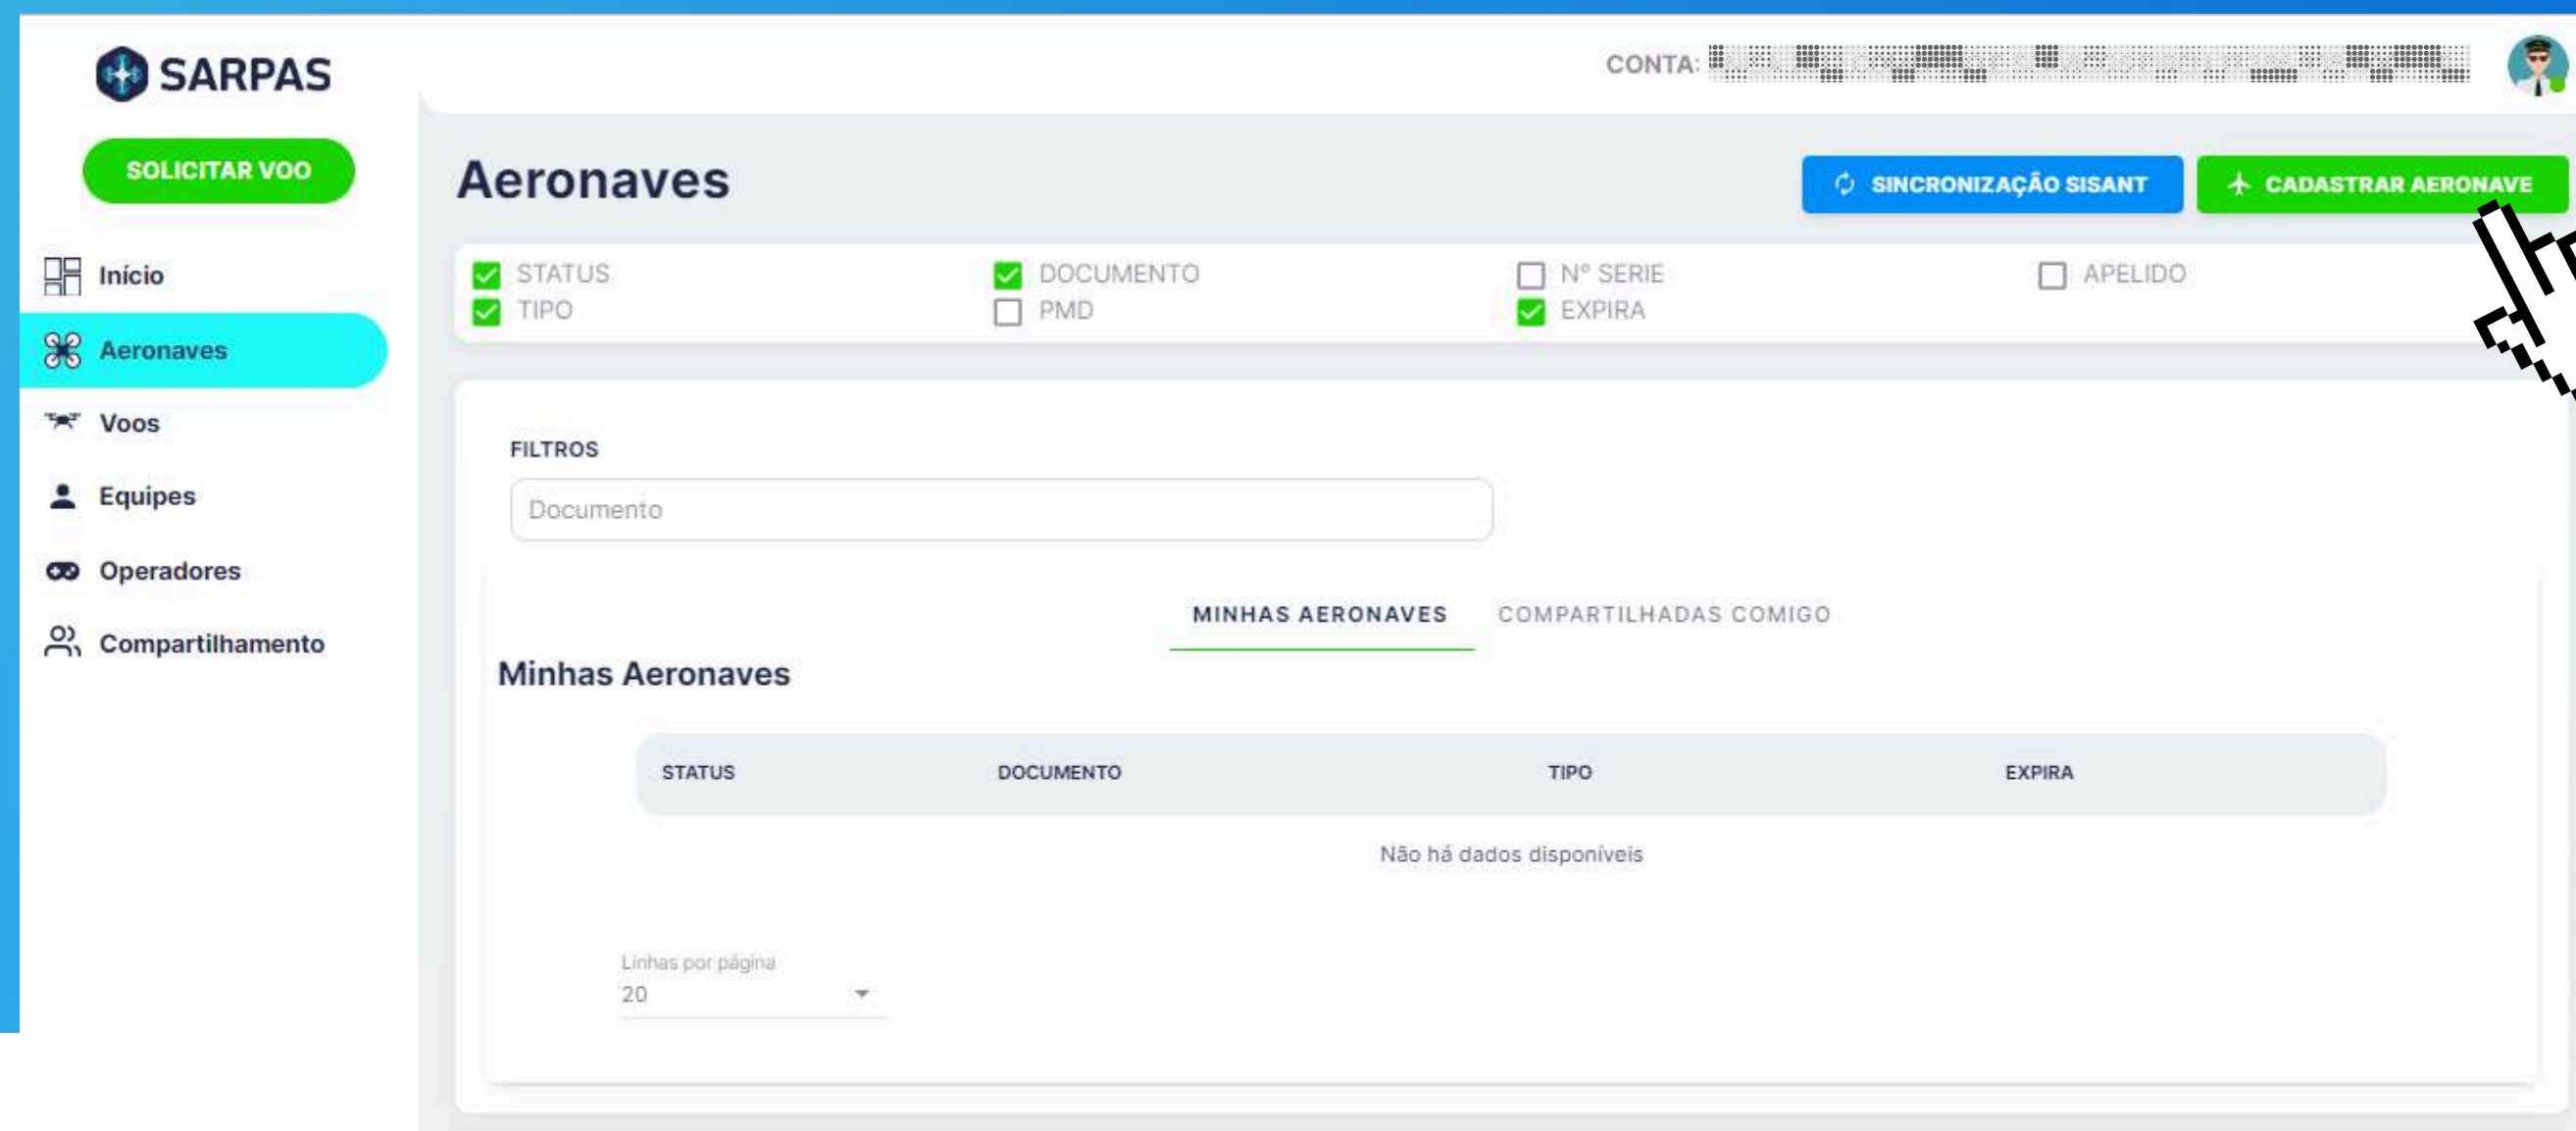 SARPAS
CONTA:
SOLICITAR VOO
Início
Aeronaves
Voos
Equipes
Operadores
Compartilhamento
Aeronaves
SINCRONIZAÇÃO SISANT
CADASTRAR AERONAVE
STATUS
DOCUMENTO
N° SERIE
APELIDO
TIPO
PMD
EXPIRA
FILTROS
Documento
MINHAS AERONAVES
COMPARTILHADAS COMIGO
Minhas Aeronaves
STATUS
DOCUMENTO
TIPO
EXPIRA
Não há dados disponíveis
Linhas por página
20